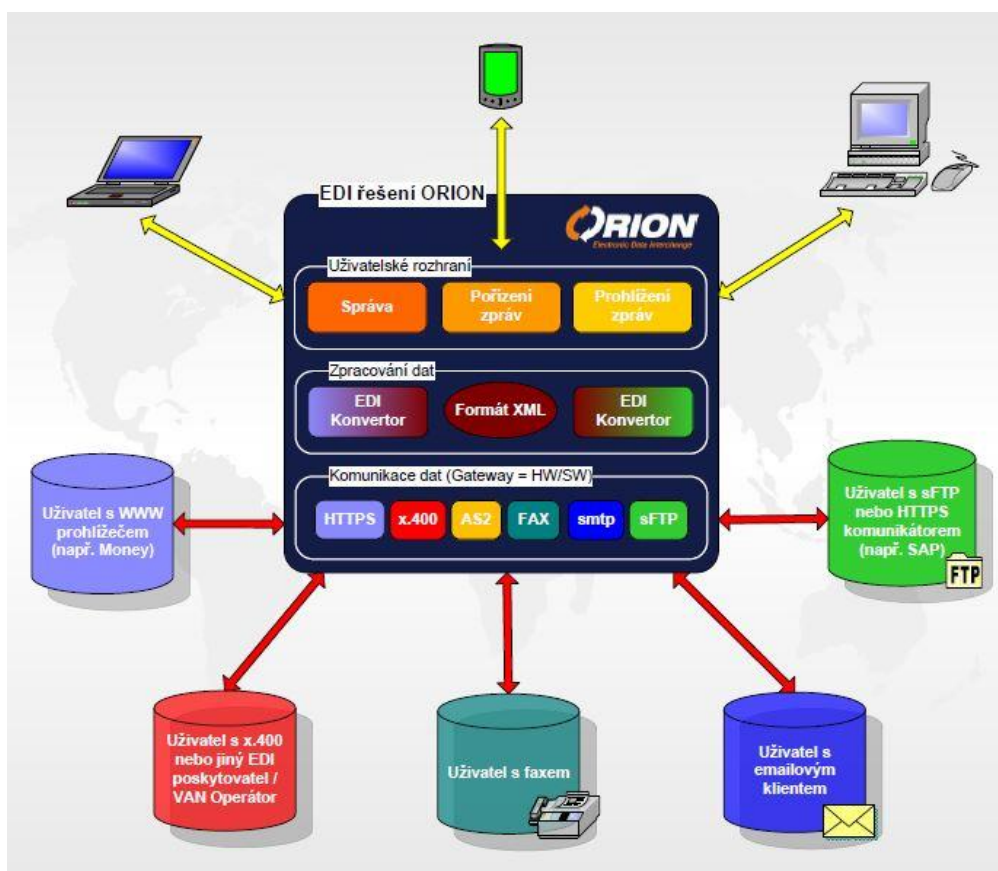 EDI řešení ORION
ORION
Electronic Data Interchange
Uživatelské rozhraní
Správa
Pořízení
zpráv
Prohlížení
zpráv
Zpracování dat
EDI
Konvertor
Formát XML
EDI
Konvertor
Komunikace dat (Gateway = HW/SW)
HTTPS
x.400
AS2
FAX
smtp
sFTP
Uživatel s WWW
prohlížečem
(např. Money)
Uživatel s sFTP
nebo HTTPS
komunikátorem
(např. SAP)
FTP
Uživatel s x.400
nebo jiný EDI
poskytovatel /
VAN Operátor
Uživatel s faxem
Uživatel s
emailovým
klientem